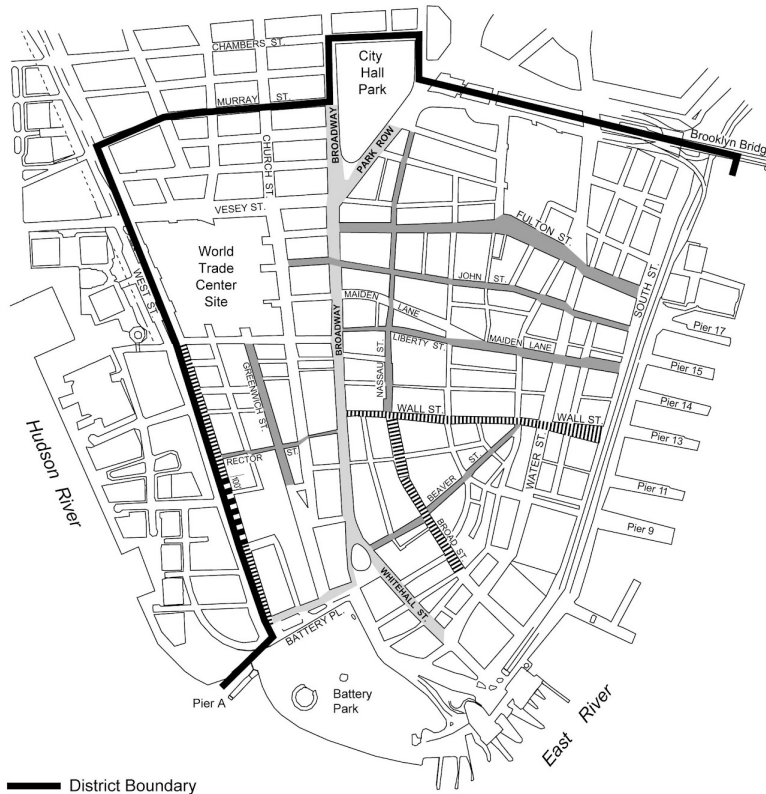 CHAMBERS ST.
City
Hall
Park
MURRAY ST.
BROADWAY
PARK ROW
Brooklyn Bridg
CHURCH ST.
VESEY ST.
FULTON ST.
World
Trade
Center
Site
WEST ST.
JOHN ST.
SOUTH ST.
MAIDEN
LANE
BROADWAY
LIBERTY ST.
MAIDEN LANE
Pier 17
Pier 15
Pier 14
Pier 13
Pier 11
Pier 9
GREENWICH ST.
NASSAU ST.
WALL ST.
WALL ST.
RECTOR ST.
100'
WATER ST.
BEAVER ST.
BROAD ST.
Hudson River
WHITEHALL ST.
BATTERY PL.
Pier A
Battery
Park
East River
District Boundary